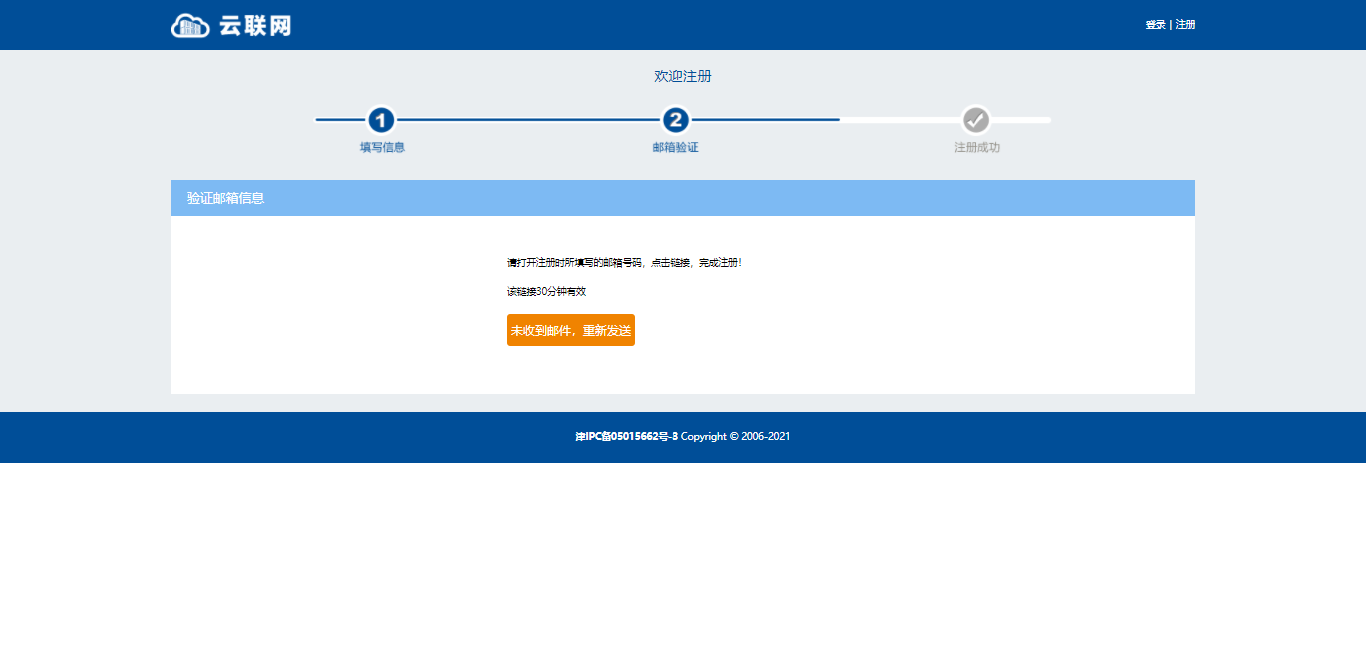 云联网
登录 | 注册
欢迎注册
1
2
填写信息
邮箱验证
注册成功
验证邮箱信息
请打开注册时所填写的邮箱号码，点击链接，完成注册！
该链接30分钟有效
未收到邮件，重新发送
津IPC备05015662号-3 Copyright © 2006-2021